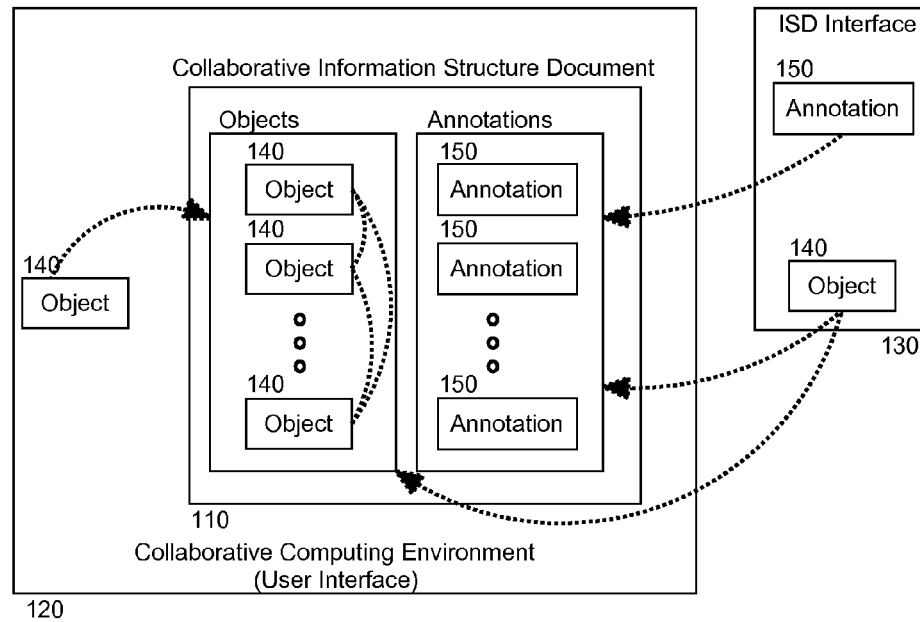 ISD Interface
150
Annotation
140
Object
130
Collaborative Information Structure Document
Objects
140
Object
140
Object
140
Object
Annotations
150
Annotation
150
Annotation
150
Annotation
140
Object
110
Collaborative Computing Environment
(User Interface)
120